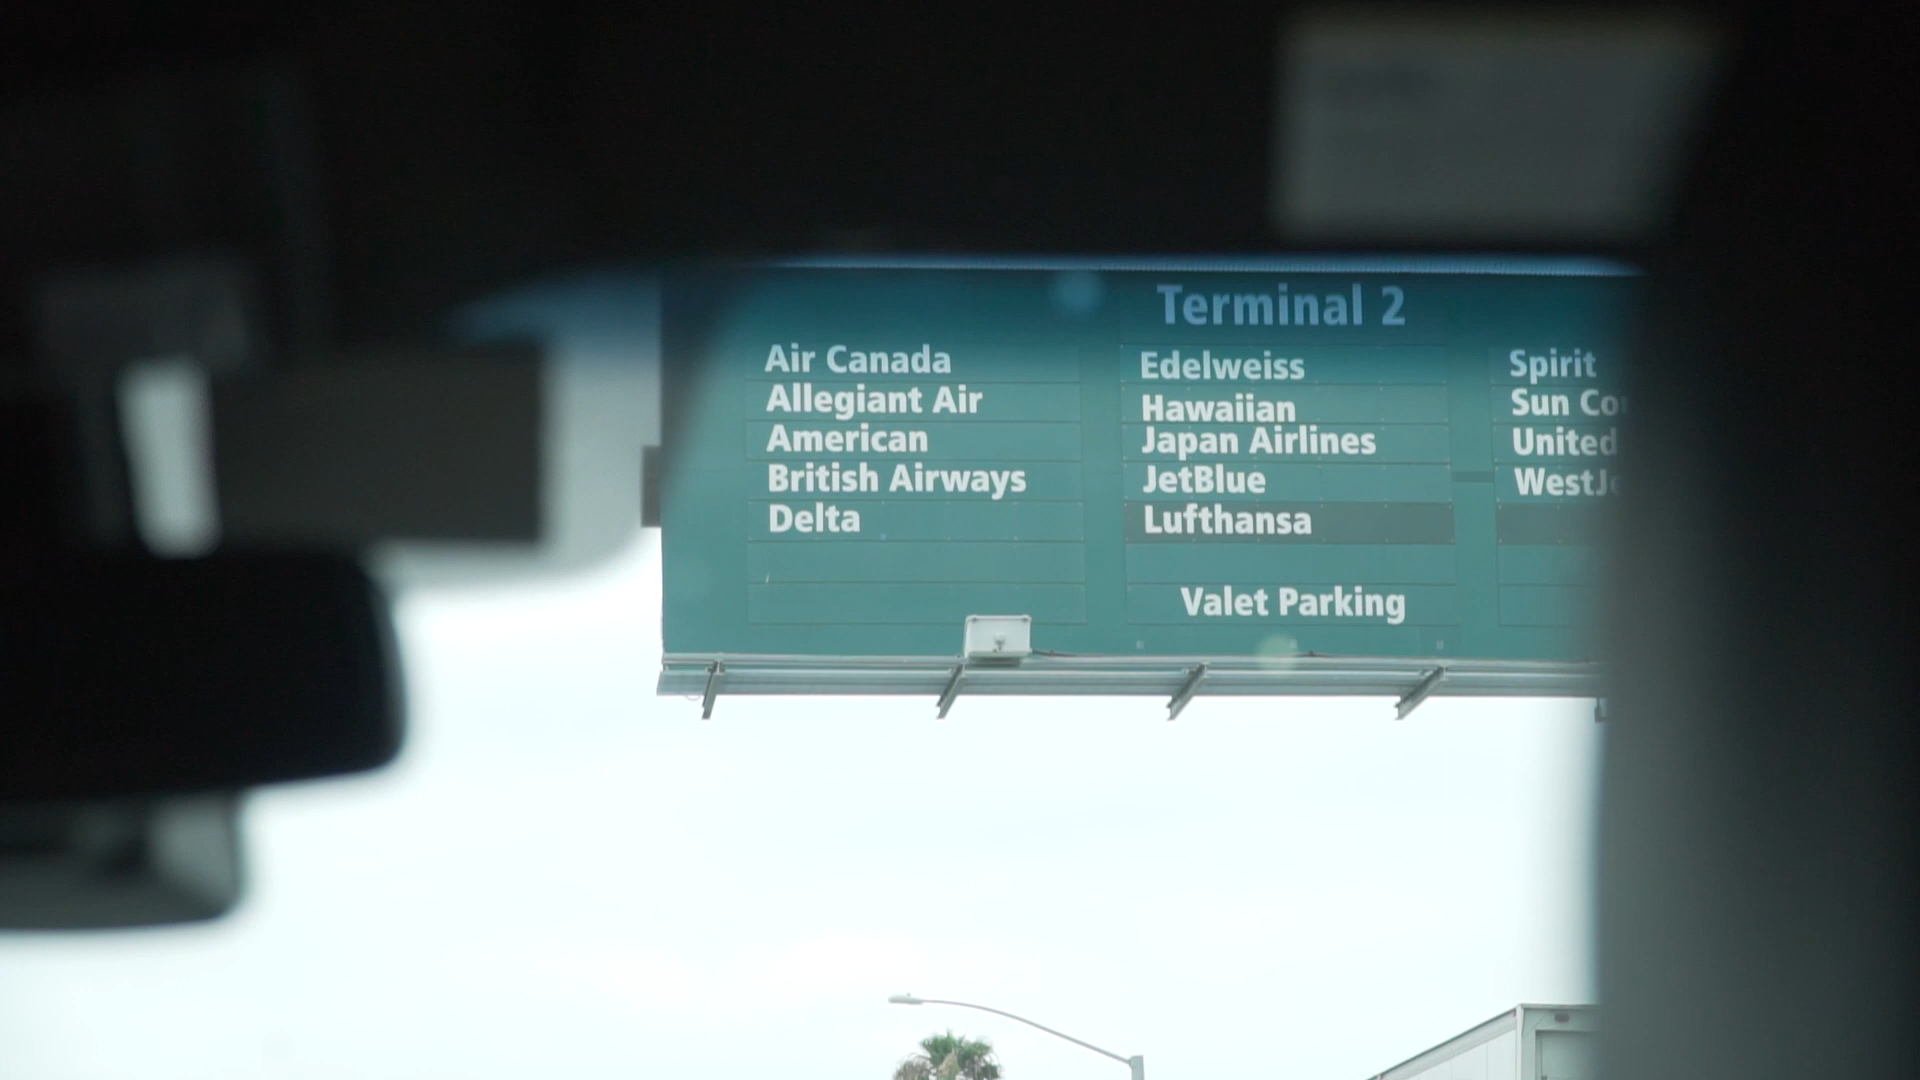 Terminal 2
Air Canada
Allegiant Air
American
British Airways
Delta
Edelweiss
Hawaiian
Japan Airlines
JetBlue
Lufthansa
Valet Parking
Spirit
Sun
United